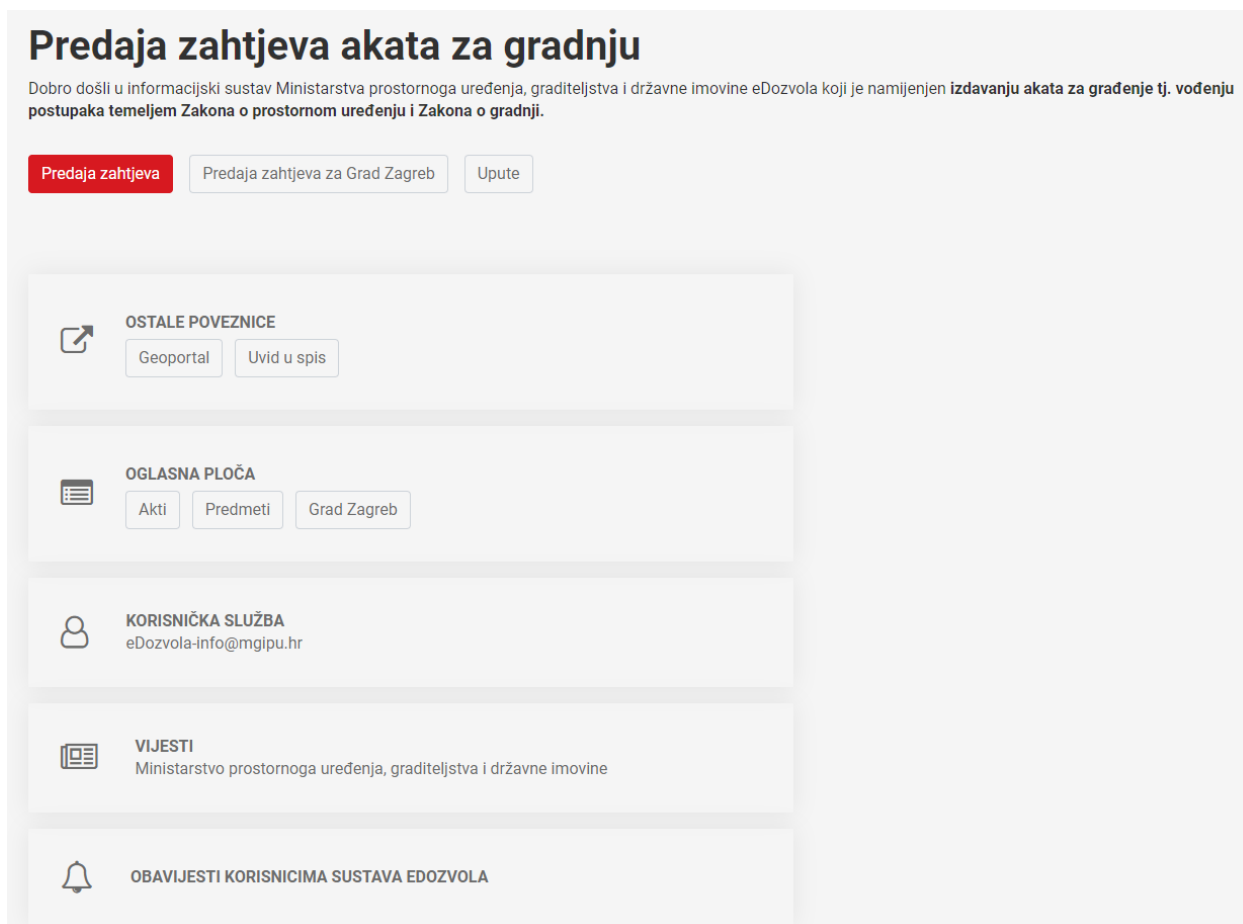 Predaja zahtjeva akata za gradnju
Dobro došli u informacijski sustav Ministarstva prostornoga uređenja, graditeljstva i državne imovine eDozvola koji je namijenjen izdavanju akata za građenje tj. vođenju
postupaka temeljem Zakona o prostornom uređenju i Zakona o gradnji.
Predaja zahtjeva Predaja zahtjeva za Grad Zagreb Upute
OSTALE POVEZNICE
Geoportal Uvid u spis
OGLASNA PLOČA
Akti Predmeti Grad Zagreb
KORISNIČKA SLUŽBA
eDozvola-info@mgipu.hr
VIJESTI
Ministarstvo prostornoga uređenja, graditeljstva i državne imovine
OBAVIJESTI KORISNICIMA SUSTAVA EDOZVOLA